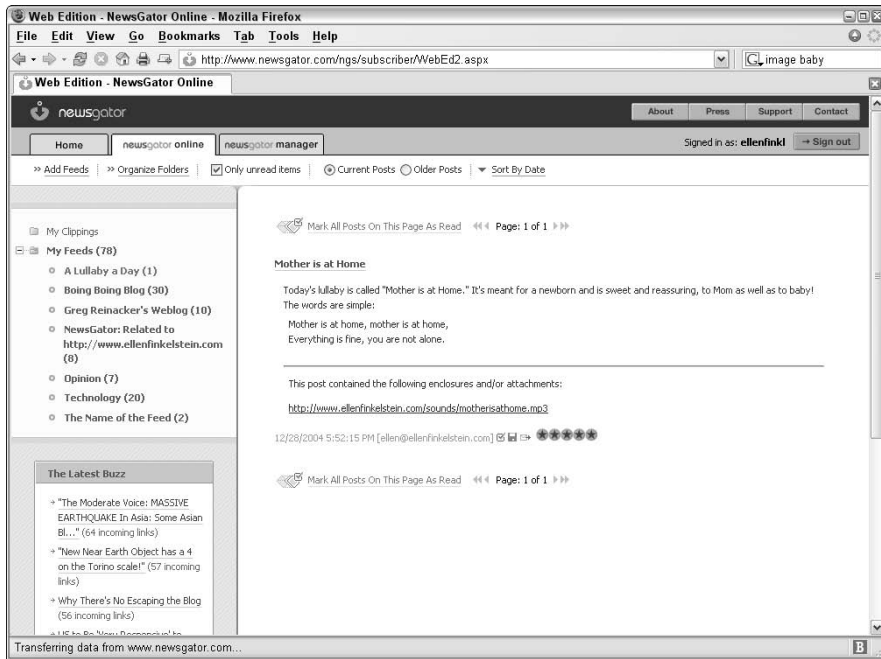 Web Edition - NewsGator Online - Mozilla Firefox
File Edit View Go Bookmarks Tab Tools Help
http://www.newsgator.com/ngs/subscriber/WebEd2.aspx
G image baby
Web Edition - NewsGator Online
newsgator
About Press Support Contact
Home newsgator online newsgator manager
Signed in as: ellenfinkl → Sign out
» Add Feeds » Organize Folders Only unread items Current Posts Older Posts Sort By Date
My Clippings
My Feeds (78)
A Lullaby a Day (1)
Boing Boing Blog (30)
Greg Reinacker's Weblog (10)
NewsGator: Related to
http://www.ellenfinkelstein.com
(8)
Opinion (7)
Technology (20)
The Name of the Feed (2)
The Latest Buzz
"The Moderate Voice: MASSIVE
EARTHQUAKE In Asia: Some Asian
Bl..." (64 incoming links)
"New Near Earth Object has a 4
on the Torino scale!" (57 incoming
links)
Why There's No Escaping the Blog
(56 incoming links)
US to Be 'Very Responsive' to
Mark All Posts On This Page As Read Page: 1 of 1
Mother is at Home
Today's lullaby is called "Mother is at Home." It's meant for a newborn and is sweet and reassuring, to Mom as well as to baby!
The words are simple:
Mother is at home, mother is at home,
Everything is fine, you are not alone.
This post contained the following enclosures and/or attachments:
http://www.ellenfinkelstein.com/sounds/motherisathome.mp3
12/28/2004 5:52:15 PM [ellen@ellenfinkelstein.com]
Mark All Posts On This Page As Read Page: 1 of 1
Transferring data from www.newsgator.com...
B